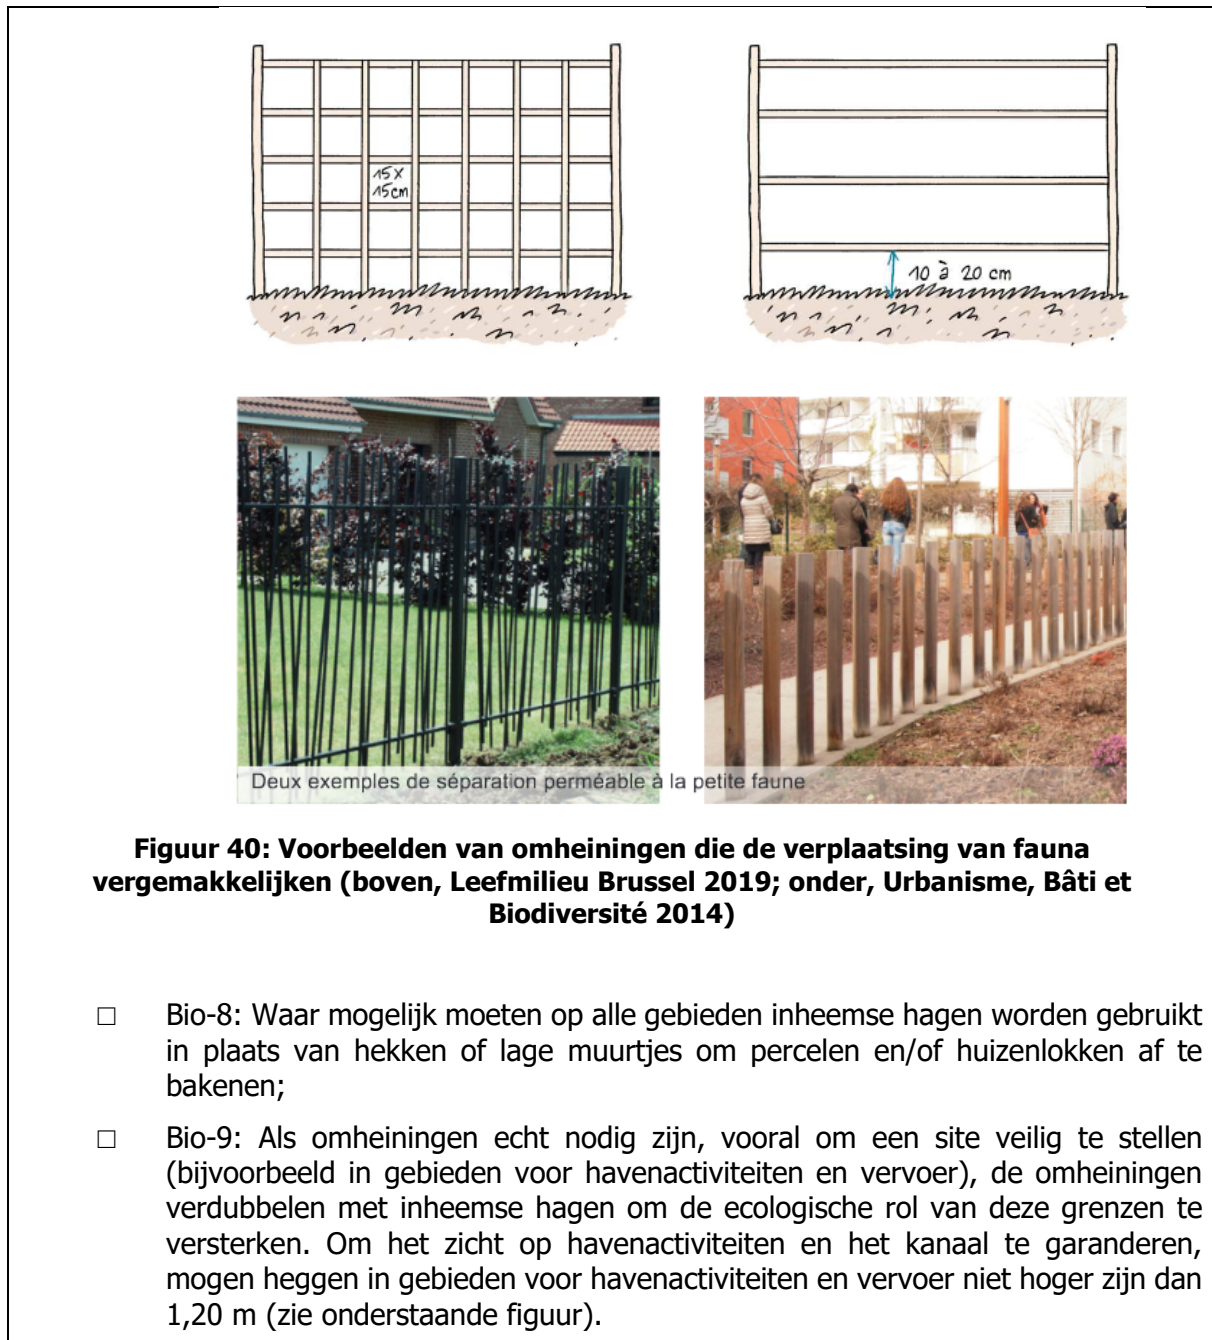 15x
15cm
10 à 20 cm
Deux exemples de séparation perméable à la petite faune
Figuur 40: Voorbeelden van omheiningen die de verplaatsing van fauna
vergemakkelijken (boven, Leefmilieu Brussel 2019; onder, Urbanisme, Bâti et
Biodiversité 2014)
□ Bio-8: Waar mogelijk moeten op alle gebieden inheemse hagen worden gebruikt
in plaats van hekken of lage muurtjes om percelen en/of huizenlokken af te
bakenen;
□ Bio-9: Als omheiningen echt nodig zijn, vooral om een site veilig te stellen
(bijvoorbeeld in gebieden voor havenactiviteiten en vervoer), de omheiningen
verdubbelen met inheemse hagen om de ecologische rol van deze grenzen te
versterken. Om het zicht op havenactiviteiten en het kanaal te garanderen,
mogen heggen in gebieden voor havenactiviteiten en vervoer niet hoger zijn dan
1,20 m (zie onderstaande figuur).